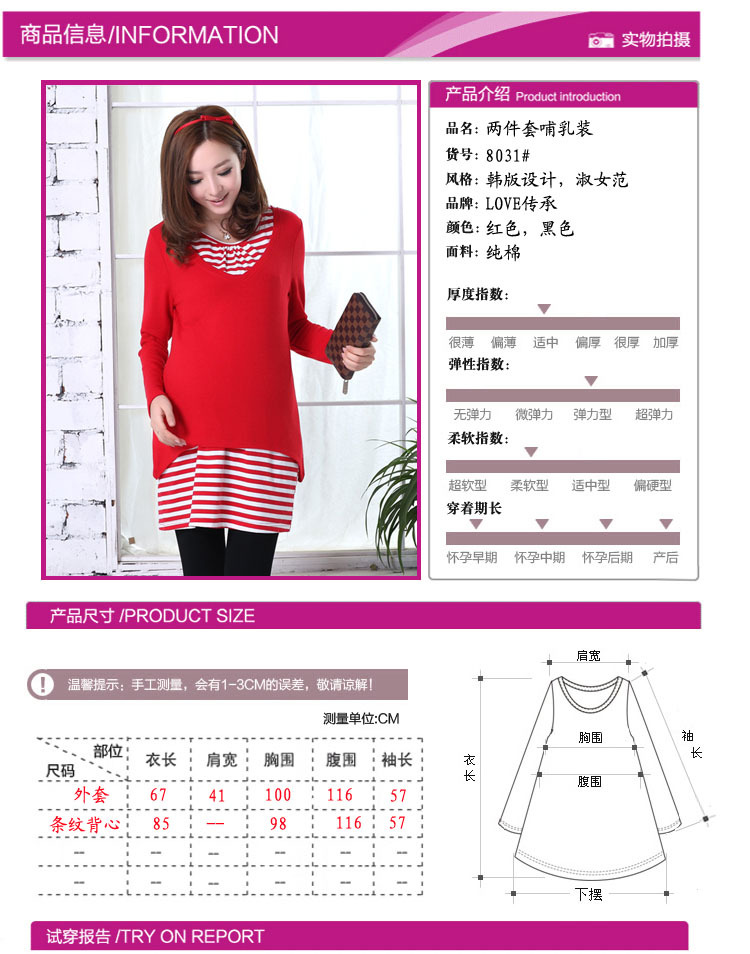 商品信息/INFORMATION
实物拍摄
产品介绍 Product introduction
品名: 两件套哺乳装
货号: 8031#
风格: 韩版设计，淑女范
品牌: LOVE传承
颜色: 红色，黑色
面料: 纯棉
厚度指数:
很薄 偏薄 适中 偏厚 很厚 加厚
弹性指数:
无弹力 微弹力 弹力型 超弹力
柔软指数:
超软型 柔软型 适中型 偏硬型
穿着期长
怀孕早期 怀孕中期 怀孕后期 产后
产品尺寸 /PRODUCT SIZE
温馨提示：手工测量，会有1-3CM的误差，敬请谅解！
测量单位:CM
部位 尺码 衣长 肩宽 胸围 腹围 袖长
外套 67 41 100 116 57
条纹背心 85 -- 98 116 57
-- -- -- -- -- --
-- -- -- -- -- --
肩宽
胸围
腹围
衣长
袖长
下摆
试穿报告 /TRY ON REPORT